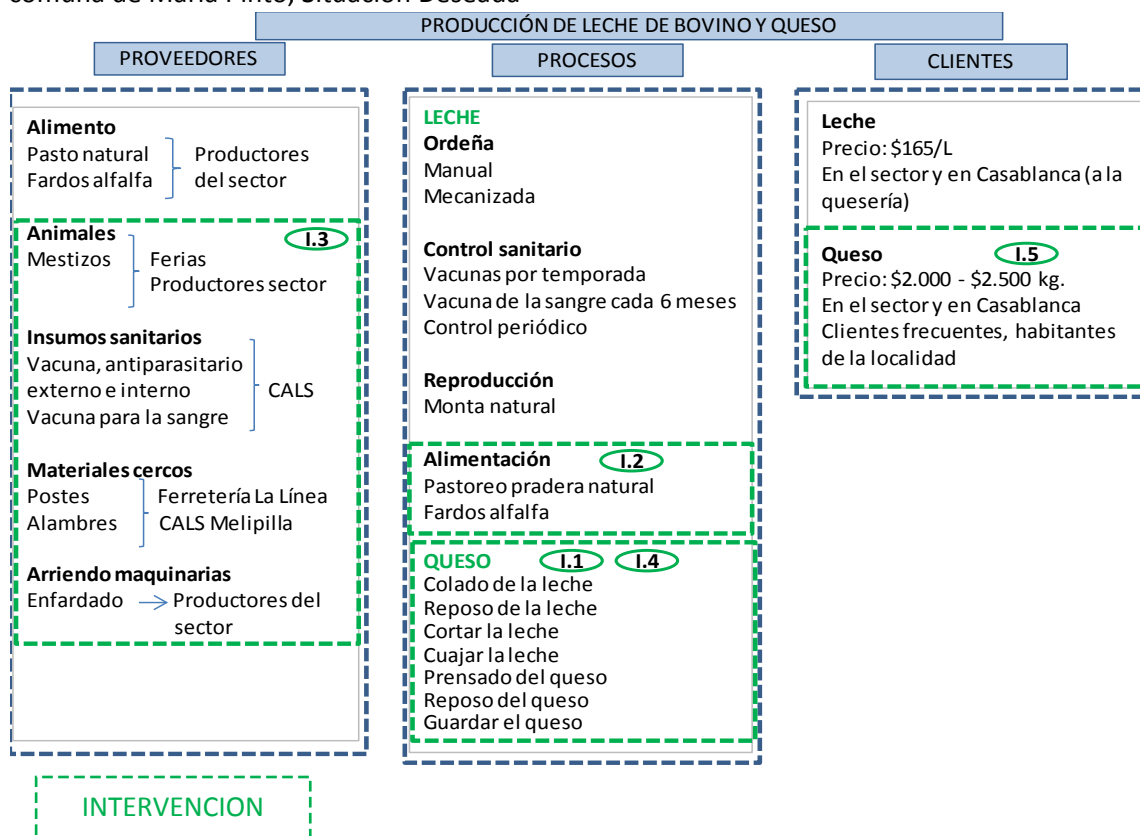 comuna de María Pinto, Situación Deseada
PRODUCCIÓN DE LECHE DE BOVINO Y QUESO
PROVEEDORES
PROCESOS
CLIENTES
Alimento
Pasto natural
Fardos alfalfa
Productores
del sector
Animales
I.3
Mestizos
Ferias
Productores sector
Insumos sanitarios
Vacuna, antiparasitario
externo e interno
Vacuna para la sangre
CALS
Materiales cercos
Postes
Alambres
Ferretería La Línea
CALS Melipilla
Arriendo maquinarias
Enfardado
Productores del
sector
LECHE
Ordeña
Manual
Mecanizada
Control sanitario
Vacunas por temporada
Vacuna de la sangre cada 6 meses
Control periódico
Reproducción
Monta natural
Alimentación
I.2
Pastoreo pradera natural
Fardos alfalfa
QUESO
I.1
I.4
Colado de la leche
Reposo de la leche
Cortar la leche
Cuajar la leche
Prensado del queso
Reposo del queso
Guardar el queso
Leche
Precio: $165/L
En el sector y en Casablanca (a la
quesería)
Queso
I.5
Precio: $2.000 - $2.500 kg.
En el sector y en Casablanca
Clientes frecuentes, habitantes
de la localidad
INTERVENCION